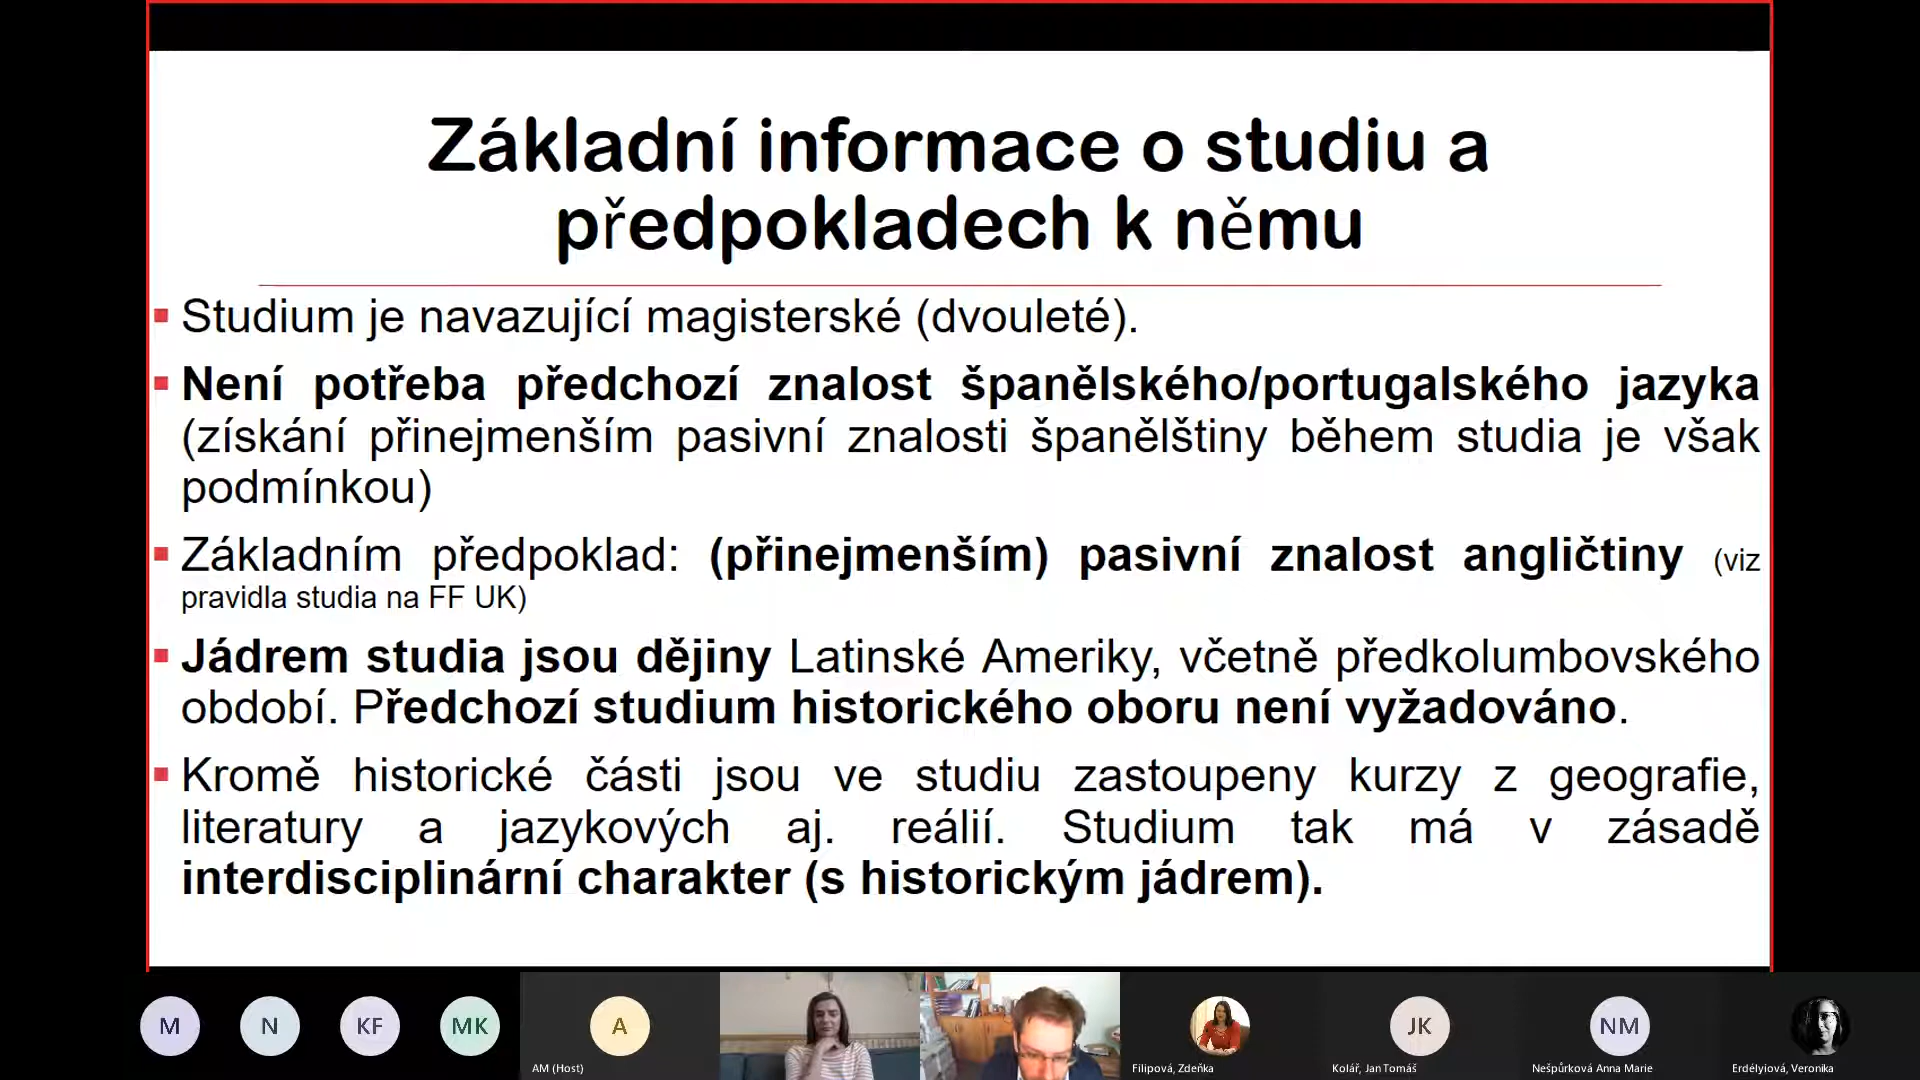 Základní informace o studiu a
předpokladech k němu
Studium je navazující magisterské (dvouleté).
Není potřeba předchozí znalost španělského/portugalského jazyka
(získání přinejmenším pasivní znalosti španělštiny během studia je však
podmínkou)
Základním předpoklad: (přinejmenším) pasivní znalost angličtiny (viz
pravidla studia na FF UK)
Jádrem studia jsou dějiny Latinské Ameriky, včetně předkolumbovského
období. Předchozí studium historického oboru není vyžadováno.
Kromě historické části jsou ve studiu zastoupeny kurzy z geografie,
literatury a jazykových aj. reálií. Studium tak má v zásadě
interdisciplinární charakter (s historickým jádrem).
M
N
KF
MK
A
JK
NM
AM (Host)
Filipová, Zdeňka
Kolář, Jan Tomáš
Nešpůrková Anna Marie
Erdélyiová, Veronika